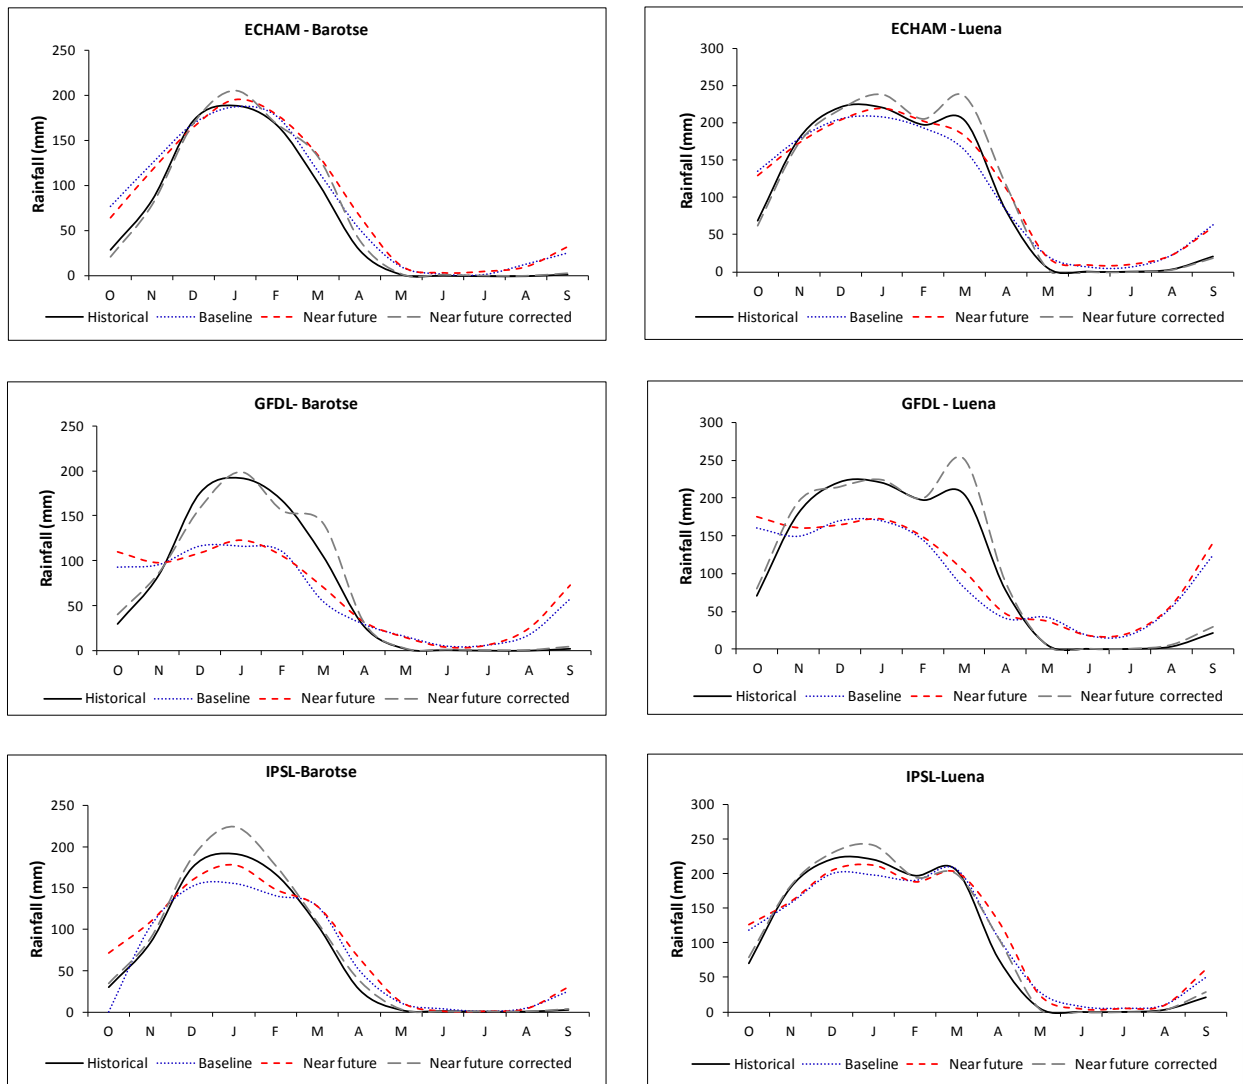 ECHAM - Barotse
Rainfall (mm)
250
200
150
100
50
0
O N D J F M A M J J A S
Historical Baseline Near future Near future corrected
ECHAM - Luena
Rainfall (mm)
300
250
200
150
100
50
0
O N D J F M A M J J A S
Historical Baseline Near future Near future corrected
GFDL- Barotse
Rainfall (mm)
250
200
150
100
50
0
O N D J F M A M J J A S
Historical Baseline Near future Near future corrected
GFDL - Luena
Rainfall (mm)
300
250
200
150
100
50
0
O N D J F M A M J J A S
Historical Baseline Near future Near future corrected
IPSL-Barotse
Rainfall (mm)
250
200
150
100
50
0
O N D J F M A M J J A S
Historical Baseline Near future Near future corrected
IPSL-Luena
Rainfall (mm)
300
250
200
150
100
50
0
O N D J F M A M J J A S
Historical Baseline Near future Near future corrected